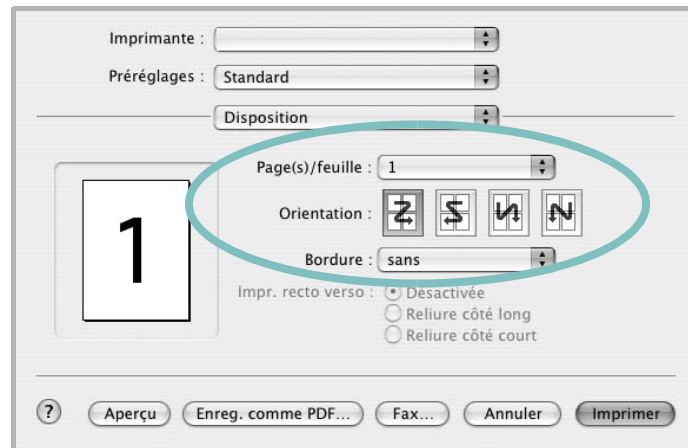 Imprimante :
Préréglages : Standard
Disposition
Page(s)/feuille : 1
Orientation :
Bordure : sans
Impr. recto verso : Désactivée
Reliure côté long
Reliure côté court
1
? Aperçu Enreg. comme PDF... Fax... Annuler Imprimer